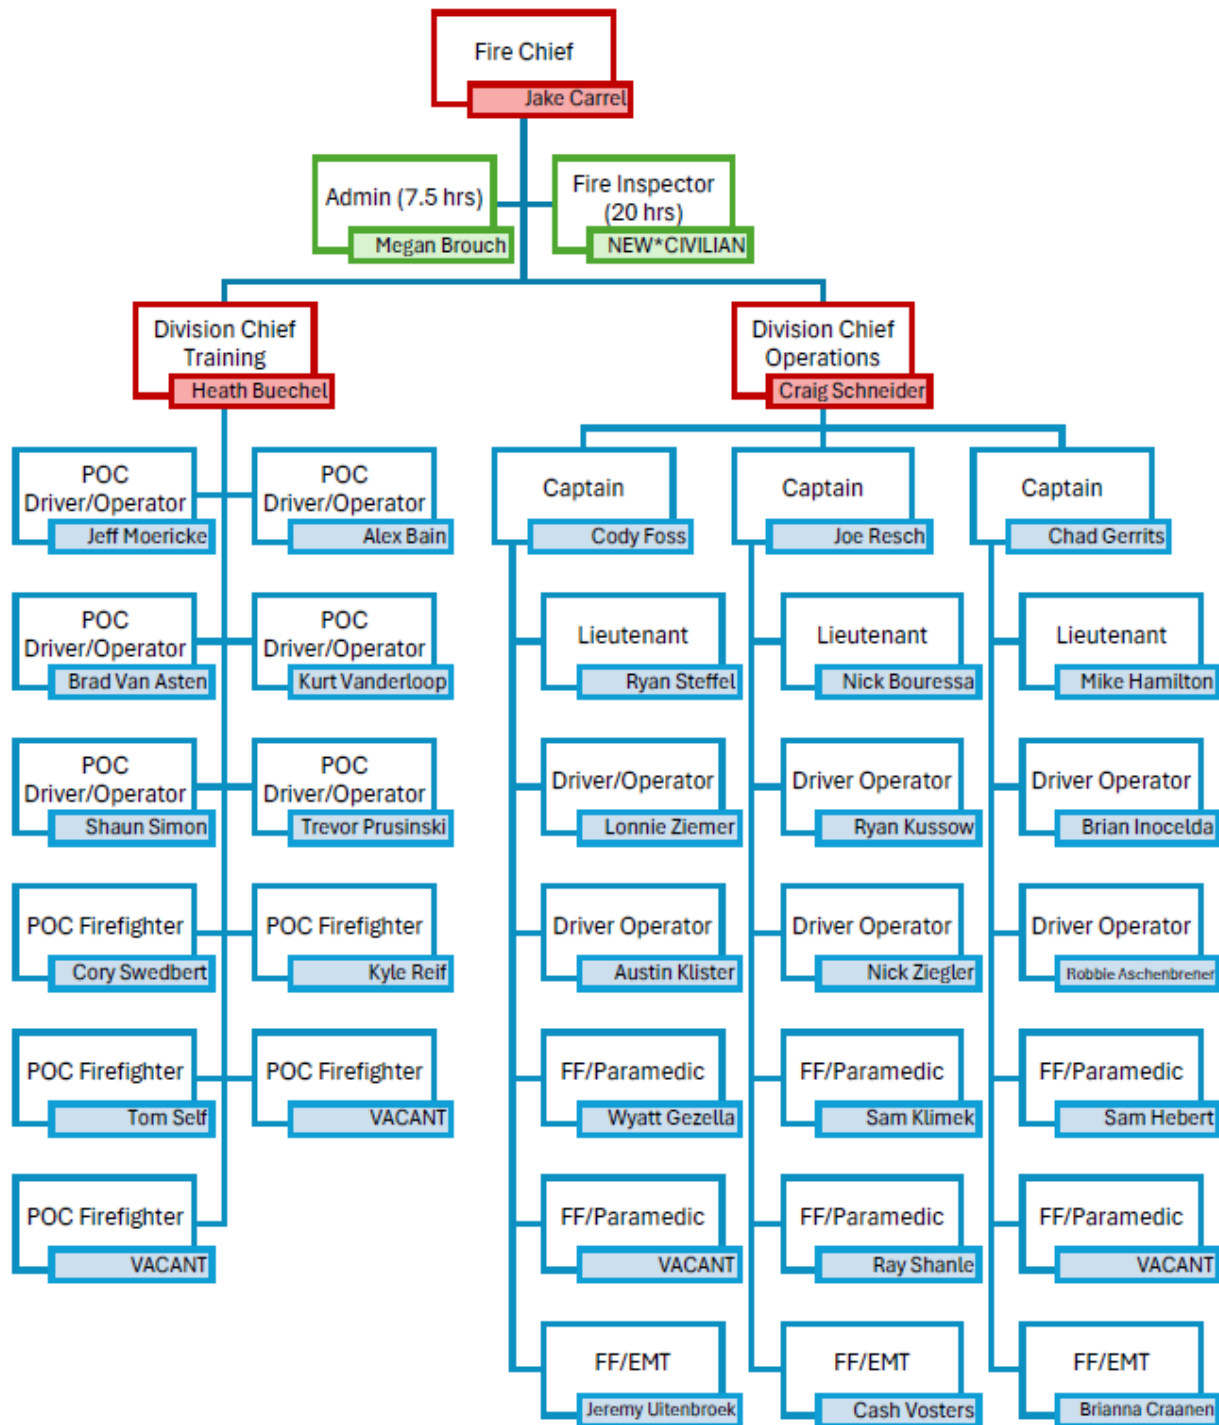 Fire Chief
Jake Carrel
Admin (7.5 hrs)
Megan Brouch
Fire Inspector
(20 hrs)
NEW*CIVILIAN
Division Chief
Training
Heath Buechel
Division Chief
Operations
Craig Schneider
POC
Driver/Operator
Jeff Moericke
POC
Driver/Operator
Alex Bain
POC
Driver/Operator
Brad Van Asten
POC
Driver/Operator
Kurt Vanderloop
POC
Driver/Operator
Shaun Simon
POC
Driver/Operator
Trevor Prusinski
POC Firefighter
Cory Swedbert
POC Firefighter
Kyle Reif
POC Firefighter
Tom Self
POC Firefighter
VACANT
POC Firefighter
VACANT
Captain
Cody Foss
Lieutenant
Ryan Steffel
Driver/Operator
Lonnie Ziemer
Driver Operator
Austin Klister
FF/Paramedic
Wyatt Gezella
FF/Paramedic
VACANT
FF/EMT
Jeremy Uitenbroek
Captain
Joe Resch
Lieutenant
Nick Bouressa
Driver Operator
Ryan Kussow
Driver Operator
Nick Ziegler
FF/Paramedic
Sam Klimek
FF/Paramedic
Ray Shanle
FF/EMT
Cash Vosters
Captain
Chad Gerrits
Lieutenant
Mike Hamilton
Driver Operator
Brian Inocelda
Driver Operator
Robbie Aschenbrener
FF/Paramedic
Sam Hebert
FF/Paramedic
VACANT
FF/EMT
Brianna Craanen